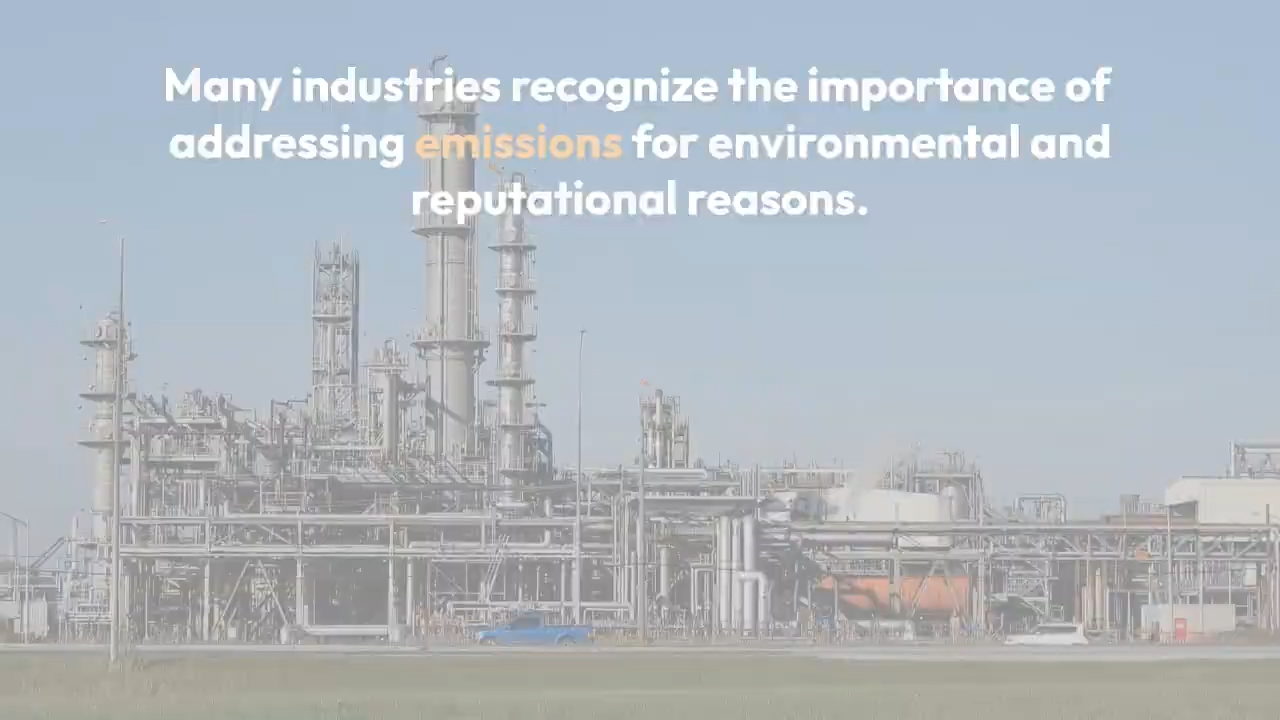 Many industries recognize the importance of
addressing emissions for environmental and
reputational reasons.